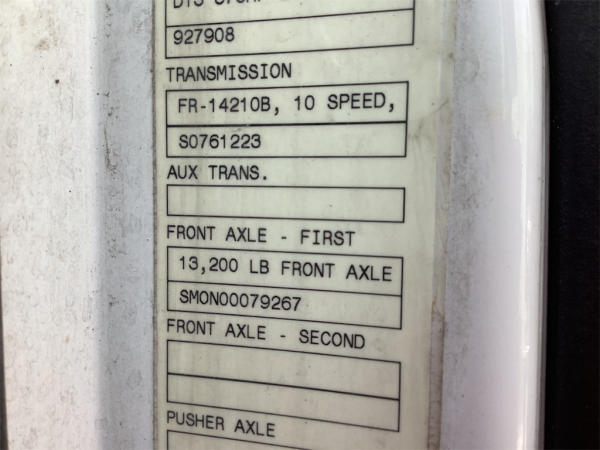 927908
TRANSMISSION
FR-14210B, 10 SPEED,
S0761223
AUX TRANS.
FRONT AXLE - FIRST
13,200 LB FRONT AXLE
SMON00079267
FRONT AXLE - SECOND
PUSHER AXLE